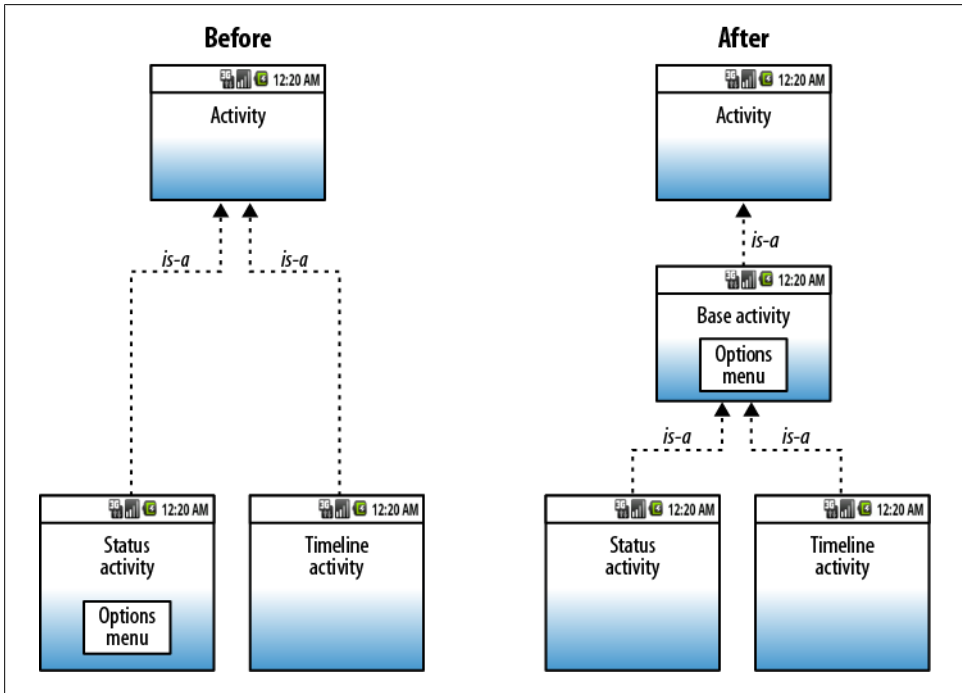 Before
After
12:20 AM
Activity
12:20 AM
Activity
is-a
is-a
is-a
12:20 AM
Base activity
Options
menu
is-a
is-a
12:20 AM
Status
activity
Options
menu
12:20 AM
Timeline
activity
12:20 AM
Status
activity
12:20 AM
Timeline
activity